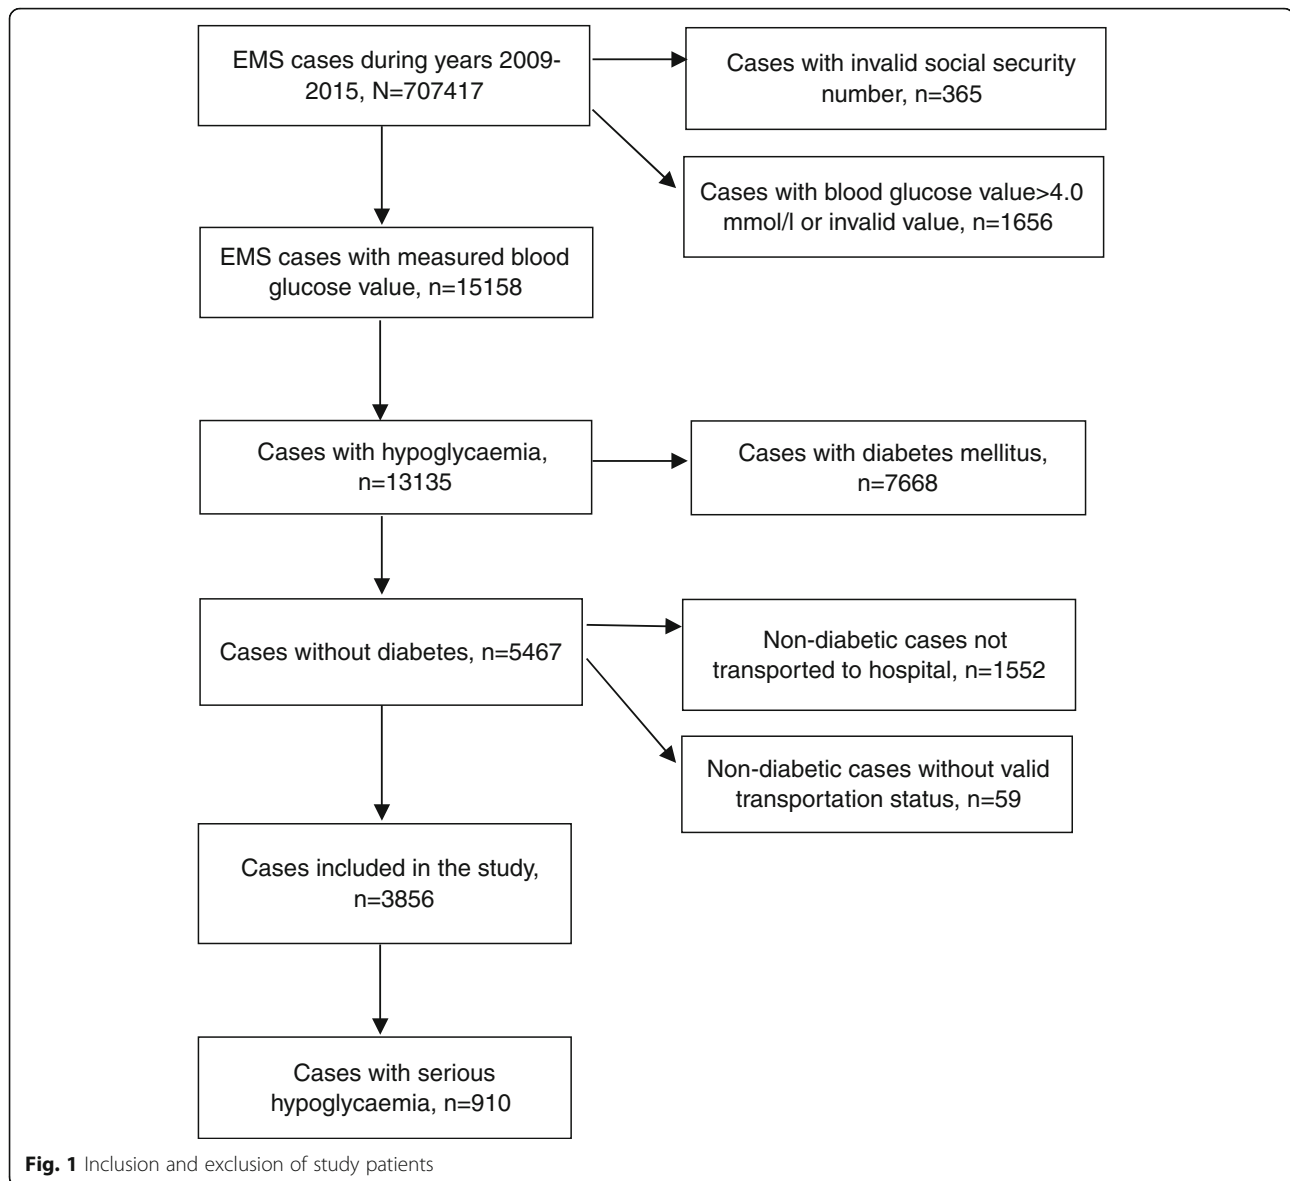 EMS cases during years 2009-
2015, N=707417
Cases with invalid social security
number, n=365
Cases with blood glucose value>4.0
mmol/l or invalid value, n=1656
EMS cases with measured blood
glucose value, n=15158
Cases with hypoglycaemia,
n=13135
Cases with diabetes mellitus,
n=7668
Cases without diabetes, n=5467
Non-diabetic cases not
transported to hospital, n=1552
Non-diabetic cases without valid
transportation status, n=59
Cases included in the study,
n=3856
Cases with serious
hypoglycaemia, n=910
Fig. 1 Inclusion and exclusion of study patients